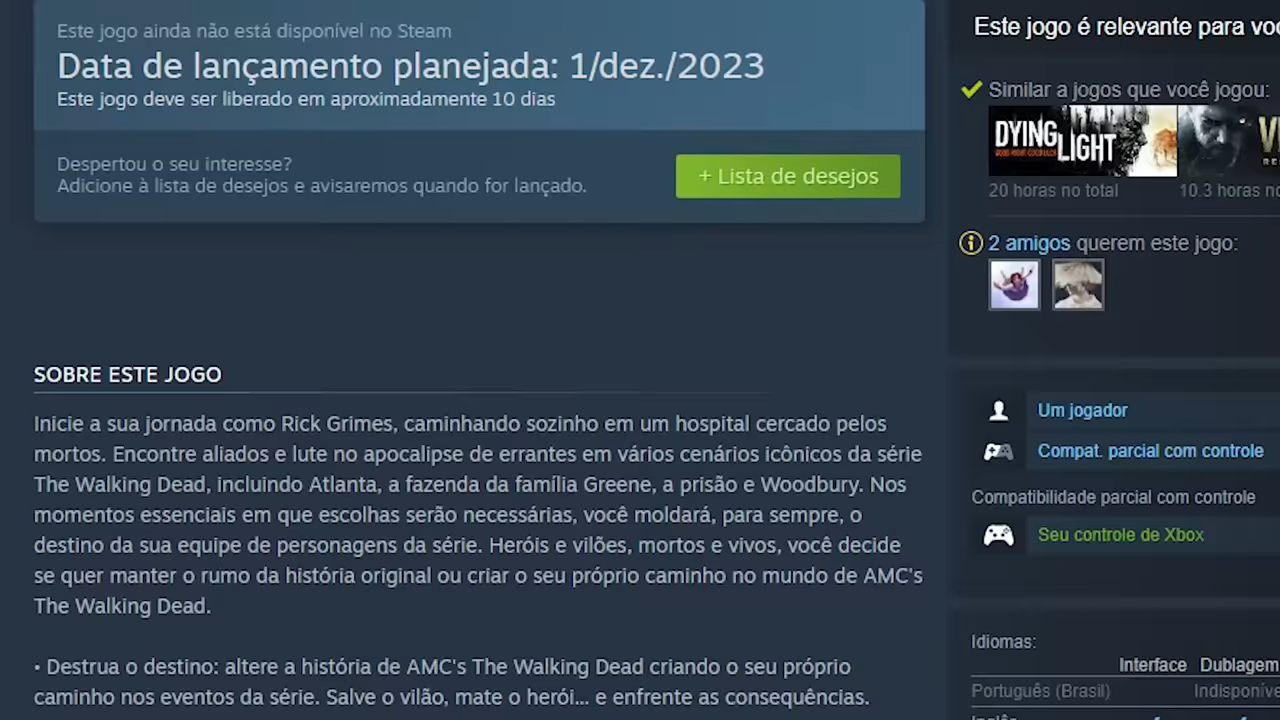 Este jogo ainda não está disponível no Steam
Data de lançamento planejada: 1/dez./2023
Este jogo deve ser liberado em aproximadamente 10 dias
Despertou o seu interesse?
Adicione à lista de desejos e avisaremos quando for lançado.
+ Lista de desejos
SOBRE ESTE JOGO
Inicie a sua jornada como Rick Grimes, caminhando sozinho em um hospital cercado pelos
mortos. Encontre aliados e lute no apocalipse de errantes em vários cenários icônicos da série
The Walking Dead, incluindo Atlanta, a fazenda da família Greene, a prisão e Woodbury. Nos
momentos essenciais em que escolhas serão necessárias, você moldará, para sempre, o
destino da sua equipe de personagens da série. Heróis e vilões, mortos e vivos, você decide
se quer manter o rumo da história original ou criar o seu próprio caminho no mundo de AMC's
The Walking Dead.
• Destrua o destino: altere a história de AMC's The Walking Dead criando o seu próprio
caminho nos eventos da série. Salve o vilão, mate o herói... e enfrente as consequências.
Este jogo é relevante para
Similar a jogos que você jogou:
DYING LIGHT
20 horas no total
10.3 horas
2 amigos querem este jogo:
Um jogador
Compat. parcial com controle
Compatibilidade parcial com controle
Seu controle de Xbox
Idiomas:
Interface Dublagem
Português (Brasil)